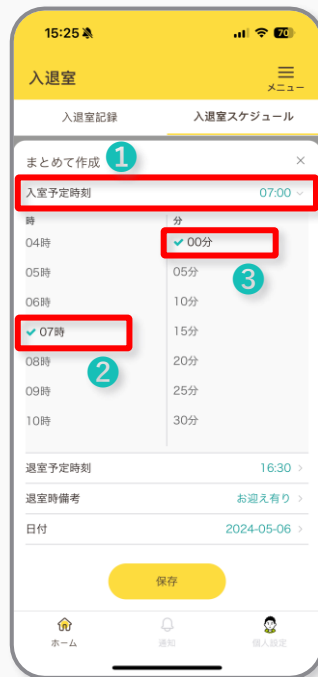 15:25
70
入退室
メニュー
入退室記録 入退室スケジュール
まとめて作成 1 ×
入室予定時刻 07:00
時 分
04時 ✓ 00分
05時 05分
3
06時 10分
✓ 07時 15分
2
08時 20分
09時 25分
10時 30分
退室予定時刻 16:30
退室時備考 お迎え有り
日付 2024-05-06
保存
ホーム 通知 個人設定